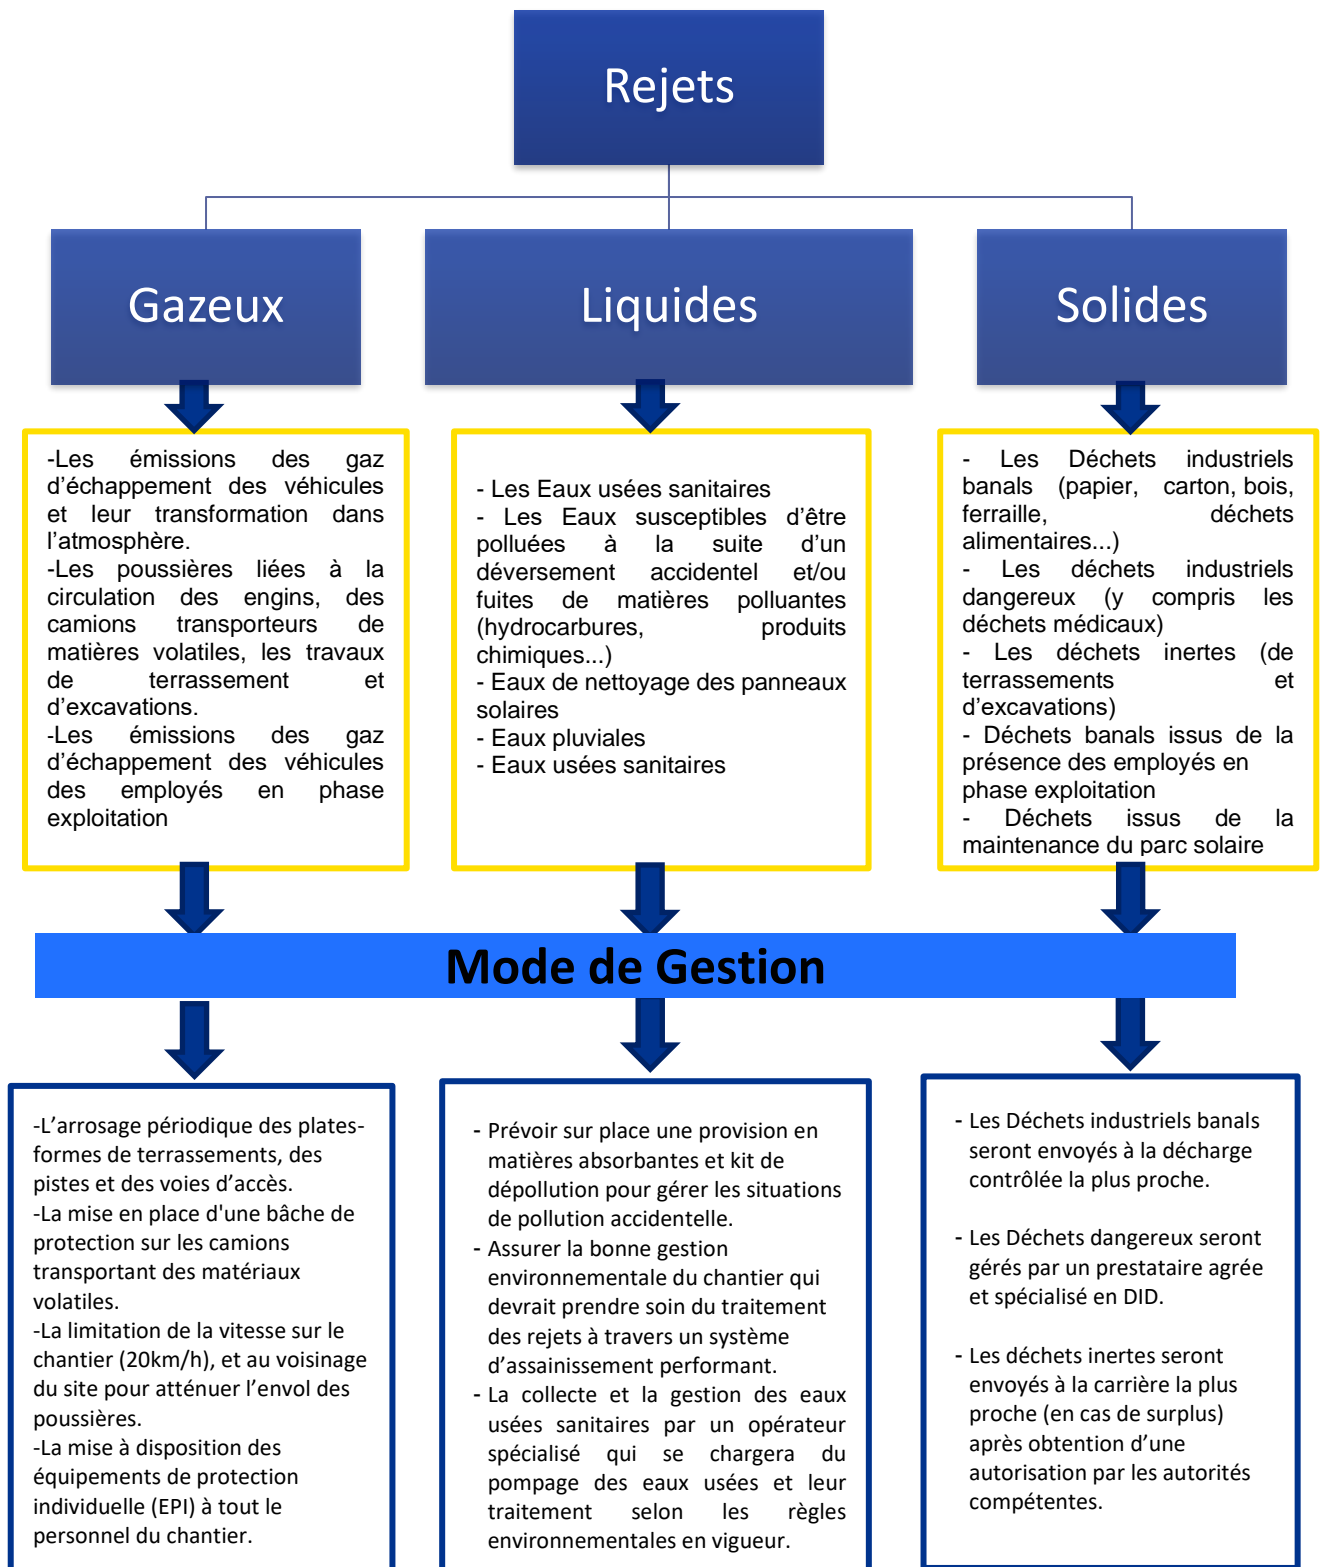 Rejets
Gazeux
Liquides
Solides
-Les émissions des gaz
d’échappement des véhicules
et leur transformation dans
l’atmosphère.
-Les poussières liées à la
circulation des engins, des
camions transporteurs de
matières volatiles, les travaux
de terrassement et
d’excavations.
-Les émissions des gaz
d’échappement des véhicules
des employés en phase
exploitation
- Les Eaux usées sanitaires
- Les Eaux susceptibles d’être
polluées à la suite d’un
déversement accidentel et/ou
fuites de matières polluantes
(hydrocarbures, produits
chimiques...)
- Eaux de nettoyage des panneaux
solaires
- Eaux pluviales
- Eaux usées sanitaires
- Les Déchets industriels
banals (papier, carton, bois,
ferraille, déchets
alimentaires...)
- Les déchets industriels
dangereux (y compris les
déchets médicaux)
- Les déchets inertes (de
terrassements et
d’excavations)
- Déchets banals issus de la
présence des employés en
phase exploitation
- Déchets issus de la
maintenance du parc solaire
Mode de Gestion
-L’arrosage périodique des plates-
formes de terrassements, des
pistes et des voies d’accès.
-La mise en place d'une bâche de
protection sur les camions
transportant des matériaux
volatiles.
-La limitation de la vitesse sur le
chantier (20km/h), et au voisinage
du site pour atténuer l’envol des
poussières.
-La mise à disposition des
équipements de protection
individuelle (EPI) à tout le
personnel du chantier.
- Prévoir sur place une provision en
matières absorbantes et kit de
dépollution pour gérer les situations
de pollution accidentelle.
- Assurer la bonne gestion
environnementale du chantier qui
devrait prendre soin du traitement
des rejets à travers un système
d’assainissement performant.
- La collecte et la gestion des eaux
usées sanitaires par un opérateur
spécialisé qui se chargera du
pompage des eaux usées et leur
traitement selon les règles
environnementales en vigueur.
- Les Déchets industriels banals
seront envoyés à la décharge
contrôlée la plus proche.
- Les Déchets dangereux seront
gérés par un prestataire agrée
et spécialisé en DID.
- Les déchets inertes seront
envoyés à la carrière la plus
proche (en cas de surplus)
après obtention d’une
autorisation par les autorités
compétentes.